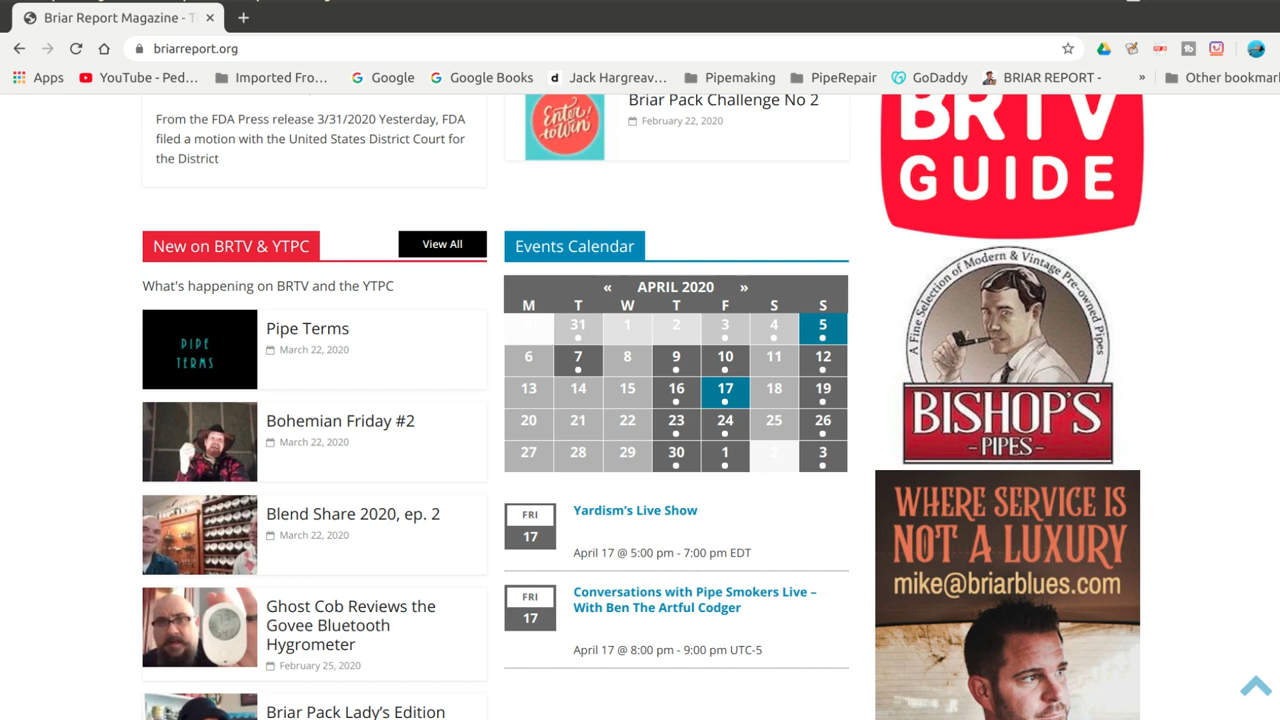 Briar Report Magazine - T
briarreport.org
Apps
YouTube - Ped…
Imported Fro…
Google
Google Books
Jack Hargreav…
Pipemaking
PipeRepair
GoDaddy
BRIAR REPORT -
»
Other bookmar
From the FDA Press release 3/31/2020 Yesterday, FDA
filed a motion with the United States District Court for
the District
Enter
to win
Briar Pack Challenge No 2
February 22, 2020
BRTV
GUIDE
New on BRTV & YTPC
View All
What's happening on BRTV and the YTPC
PIPE
TERMS
Pipe Terms
March 22, 2020
Bohemian Friday #2
March 22, 2020
Blend Share 2020, ep. 2
March 22, 2020
Ghost Cob Reviews the
Govee Bluetooth
Hygrometer
February 25, 2020
Briar Pack Lady's Edition
Events Calendar
« APRIL 2020 »
M T W T F S S
31 1 2 3 4 5
6 7 8 9 10 11 12
13 14 15 16 17 18 19
20 21 22 23 24 25 26
27 28 29 30 1 2 3
FRI
17
Yardism's Live Show
April 17 @ 5:00 pm - 7:00 pm EDT
FRI
17
Conversations with Pipe Smokers Live –
With Ben The Artful Codger
April 17 @ 8:00 pm - 9:00 pm UTC-5
A Fine Selection of Modern & Vintage Pre-owned Pipes
BISHOP'S
-PIPES-
WHERE SERVICE IS
NOT A LUXURY
mike@briarblues.com